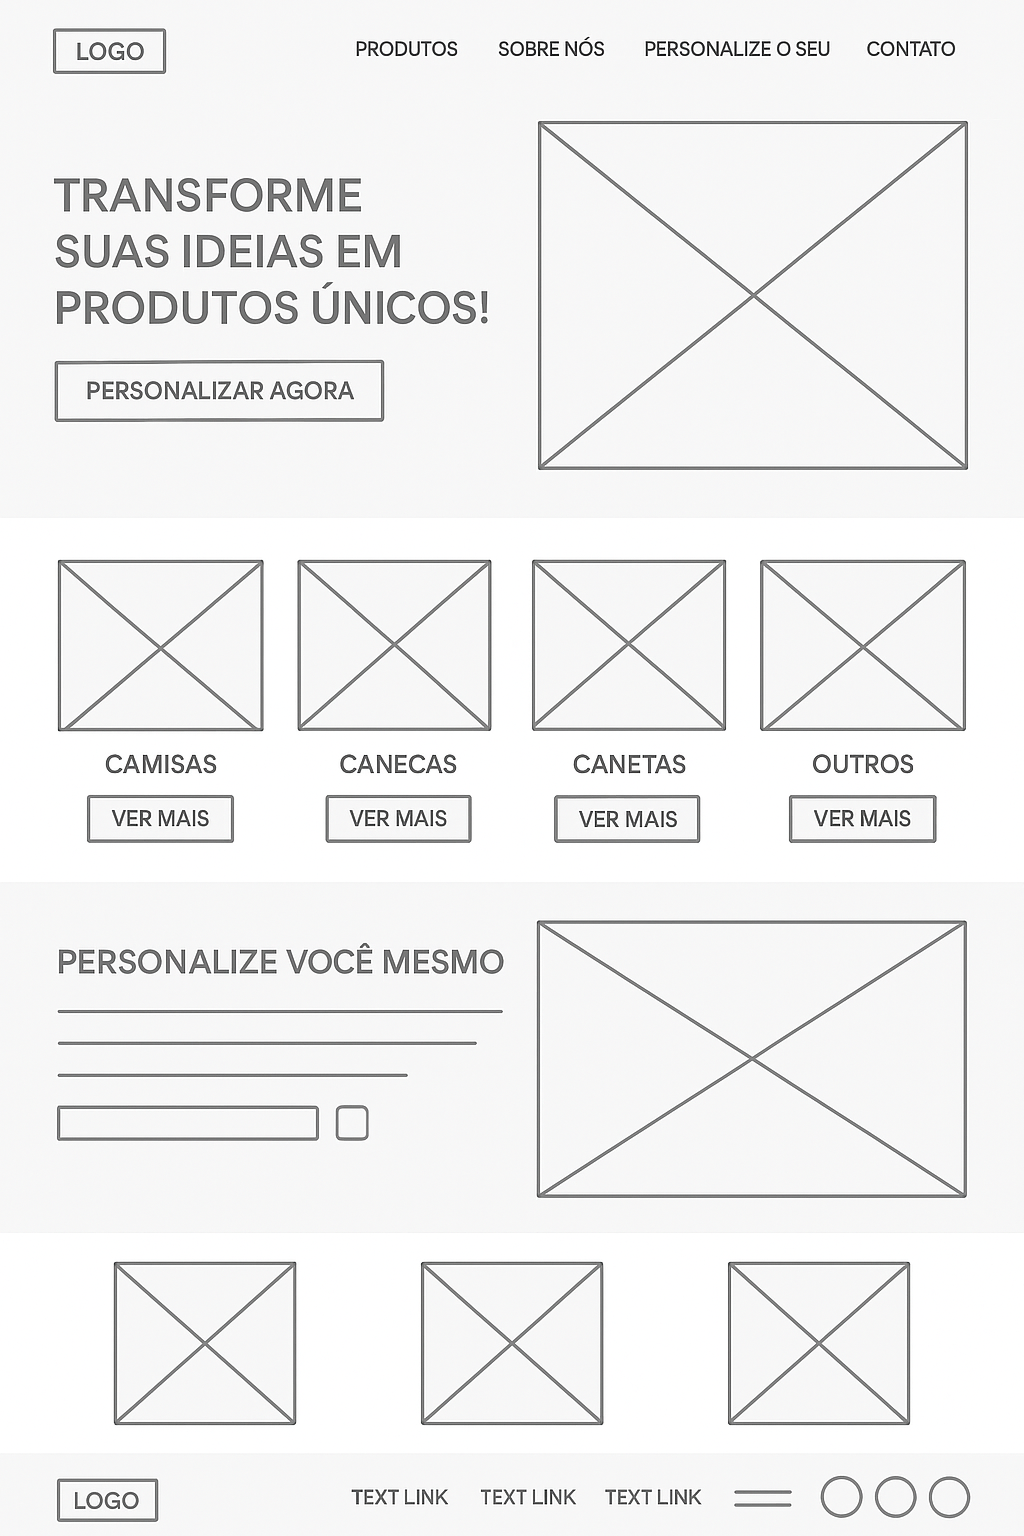 LOGO
PRODUTOS SOBRE NÓS PERSONALIZE O SEU CONTATO
TRANSFORME
SUAS IDEIAS EM
PRODUTOS ÚNICOS!
PERSONALIZAR AGORA
CAMISAS CANECAS CANETAS OUTROS
VER MAIS VER MAIS VER MAIS VER MAIS
PERSONALIZE VOCÊ MESMO
LOGO TEXT LINK TEXT LINK TEXT LINK